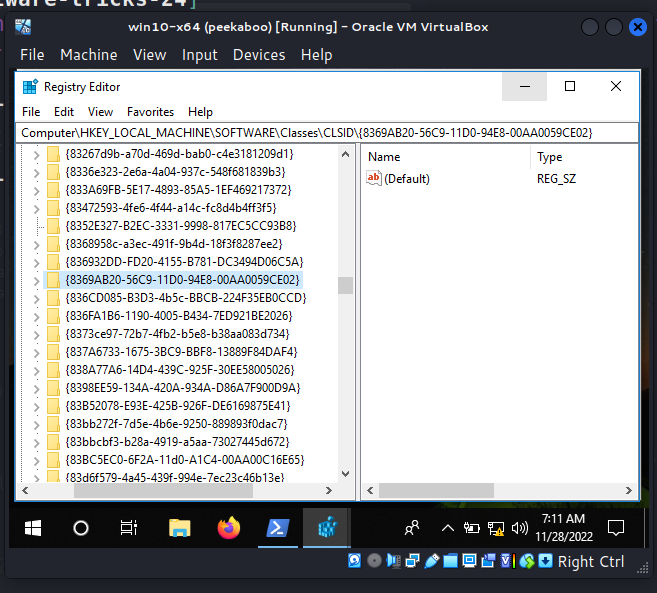 ware-tricks-24]
win10-x64 (peekaboo) [Running] - Oracle VM VirtualBox
File Machine View Input Devices Help
Registry Editor
File Edit View Favorites Help
Computer\HKEY_LOCAL_MACHINE\SOFTWARE\Classes\CLSID\{8369AB20-56C9-11D0-94E8-00AA0059CE02}
{83267d9b-a70d-469d-bab0-c4e3181209d1}
{8336e323-2e6a-4a04-937c-548f681839b3}
{833A69FB-5E17-4893-85A5-1EF469217372}
{83472593-4fe6-4f44-a14c-fc8d4b4ff3f5}
{8352E327-B2EC-3331-9998-817EC5CC93B8}
{8368958c-a3ec-491f-9b4d-18f3f8287ee2}
{836932DD-FD20-4155-B781-DC3494D06C5A}
{8369AB20-56C9-11D0-94E8-00AA0059CE02}
{836CD085-B3D3-4b5c-BBCB-224F35EB0CCD}
{836FA1B6-1190-4005-B434-7ED921BE2026}
{8373ce97-72b7-4fb2-b5e8-b38aa083d734}
{837A6733-1675-3BC9-BBF8-13889F84DAF4}
{838A77A6-14D4-439C-925F-30EE58005026}
{8398EE59-134A-420A-934A-D86A7F900D9A}
{83B52078-E93E-425B-926F-DE6169875E41}
{83bb272f-7d5e-4b6e-9250-889893f0dac7}
{83bbcbf3-b28a-4919-a5aa-73027445d672}
{83BC5EC0-6F2A-11d0-A1C4-00AA00C16E65}
{83d6f579-4a45-439f-994e-7ec23c46b13e}
Name Type
ab (Default) REG_SZ
7:11 AM
11/28/2022
Right Ctrl